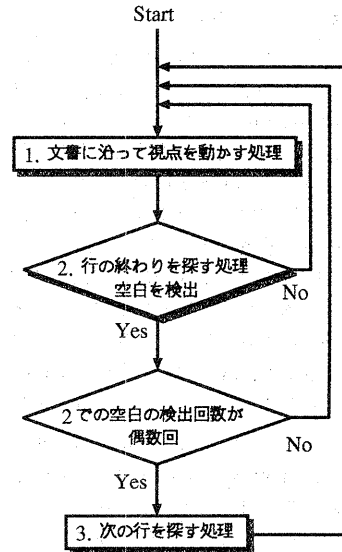 Start
1. 文書に沿って視点を動かす処理
2. 行の終わりを探す処理
空白を検出
No
Yes
2での空白の検出回数が
偶数回
No
Yes
3. 次の行を探す処理